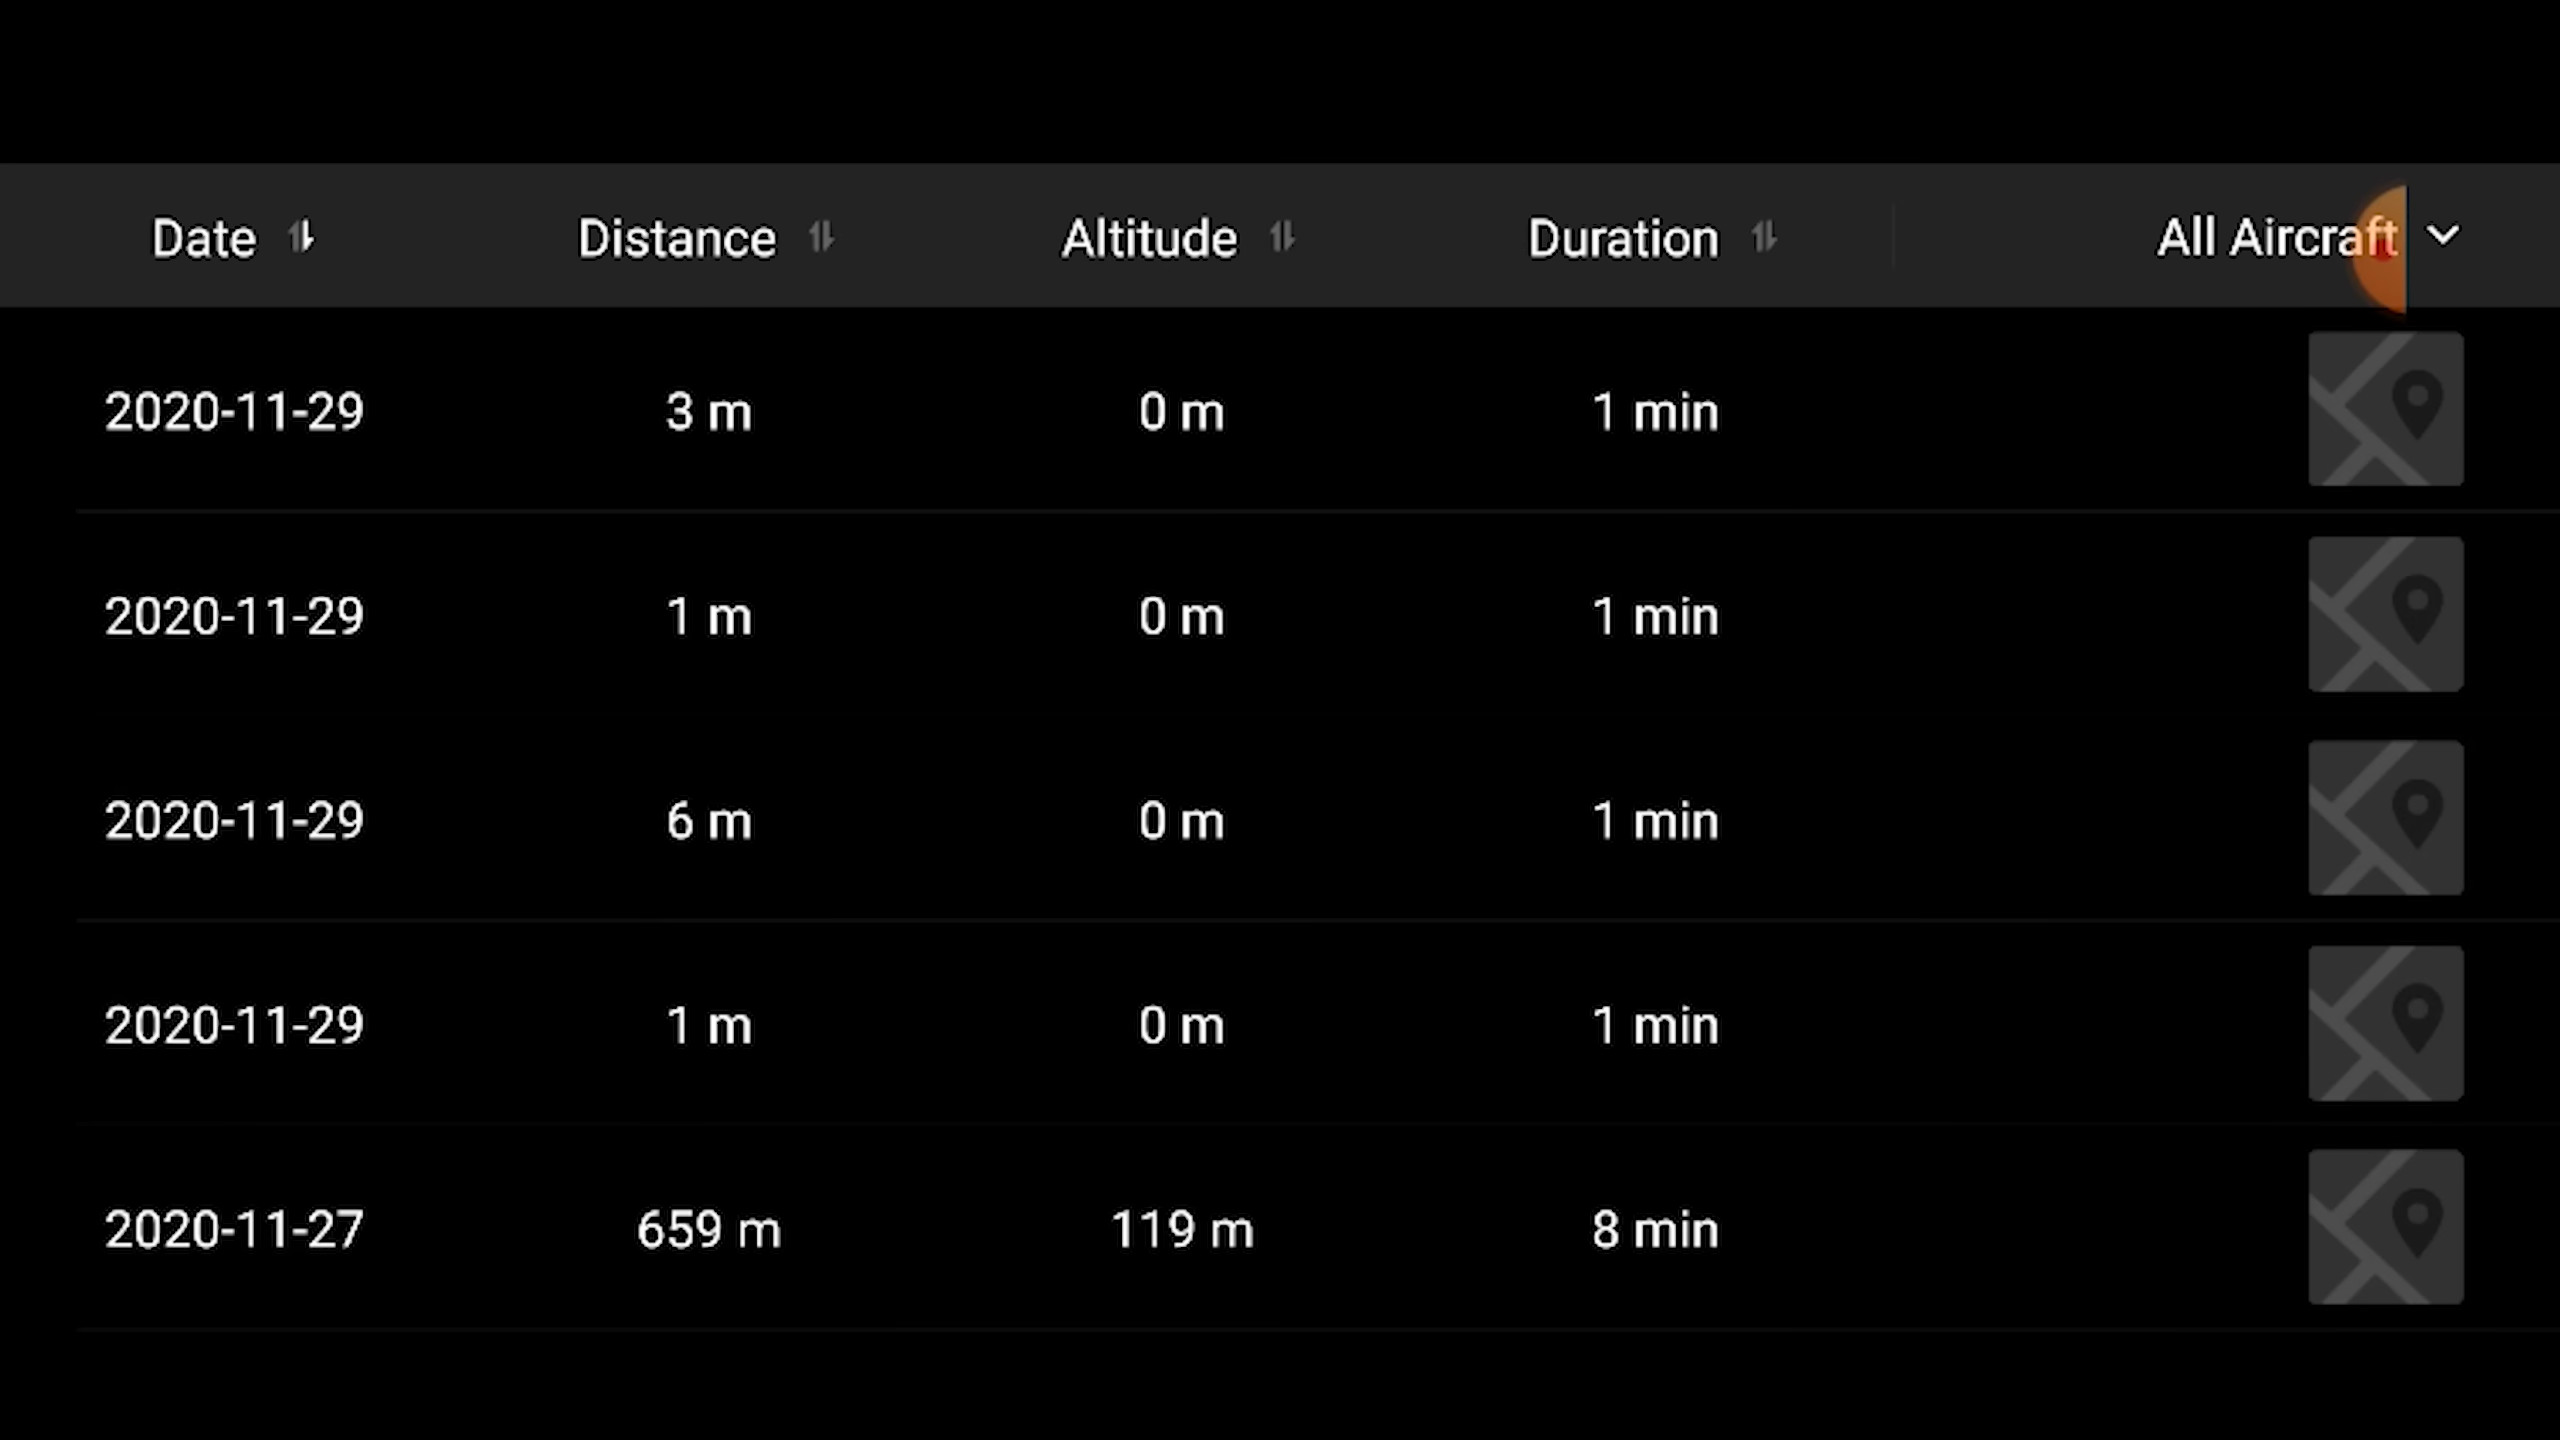 Date Distance Altitude Duration All Aircraft
2020-11-29 3 m 0 m 1 min
2020-11-29 1 m 0 m 1 min
2020-11-29 6 m 0 m 1 min
2020-11-29 1 m 0 m 1 min
2020-11-27 659 m 119 m 8 min